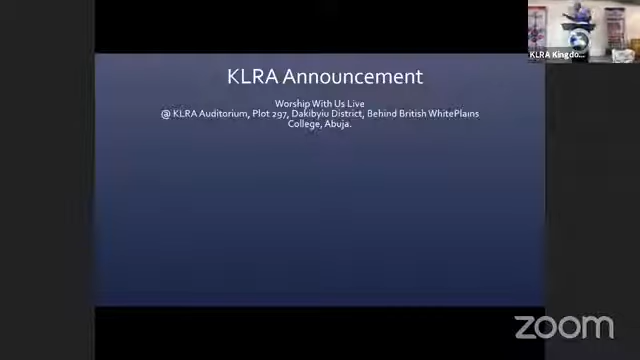 KLRA Kingdo...
KLRA Announcement
Worship With Us Live
@ KLRA Auditorium, Plot 297, Dakibyiu District, Behind British WhitePlains
College, Abuja.
zoom